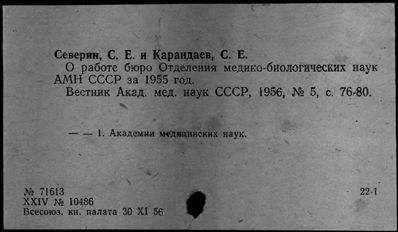 Северин, С. Е. и Карандаев, С. Е.
О работе бюро Отделения медико-биологических наук
АМН СССР за 1955 год.
Вестник Акад. мед. наук СССР, 1956, № 5, с. 76-80.
— — 1. Академии медицинских наук.
№ 71613
22-1
XXIV № 10486
Всесоюз. кн. палата 30 XI 56